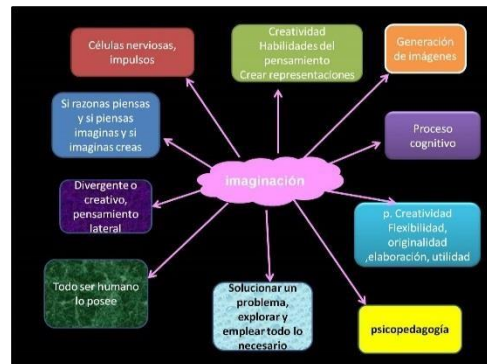 Células nerviosas,
impulsos
Creatividad
Habilidades del
pensamiento
Crear representaciones
Generación
de imágenes
Si razonas piensas
y si piensas
imaginas y si
imaginas creas
Proceso
cognitivo
imaginación
Divergente o
creativo,
pensamiento
lateral
p. Creatividad
Flexibilidad,
originalidad
,elaboración, utilidad
Todo ser humano
lo posee
Solucionar un
problema,
explorar y
emplear todo lo
necesario
psicopedagogía